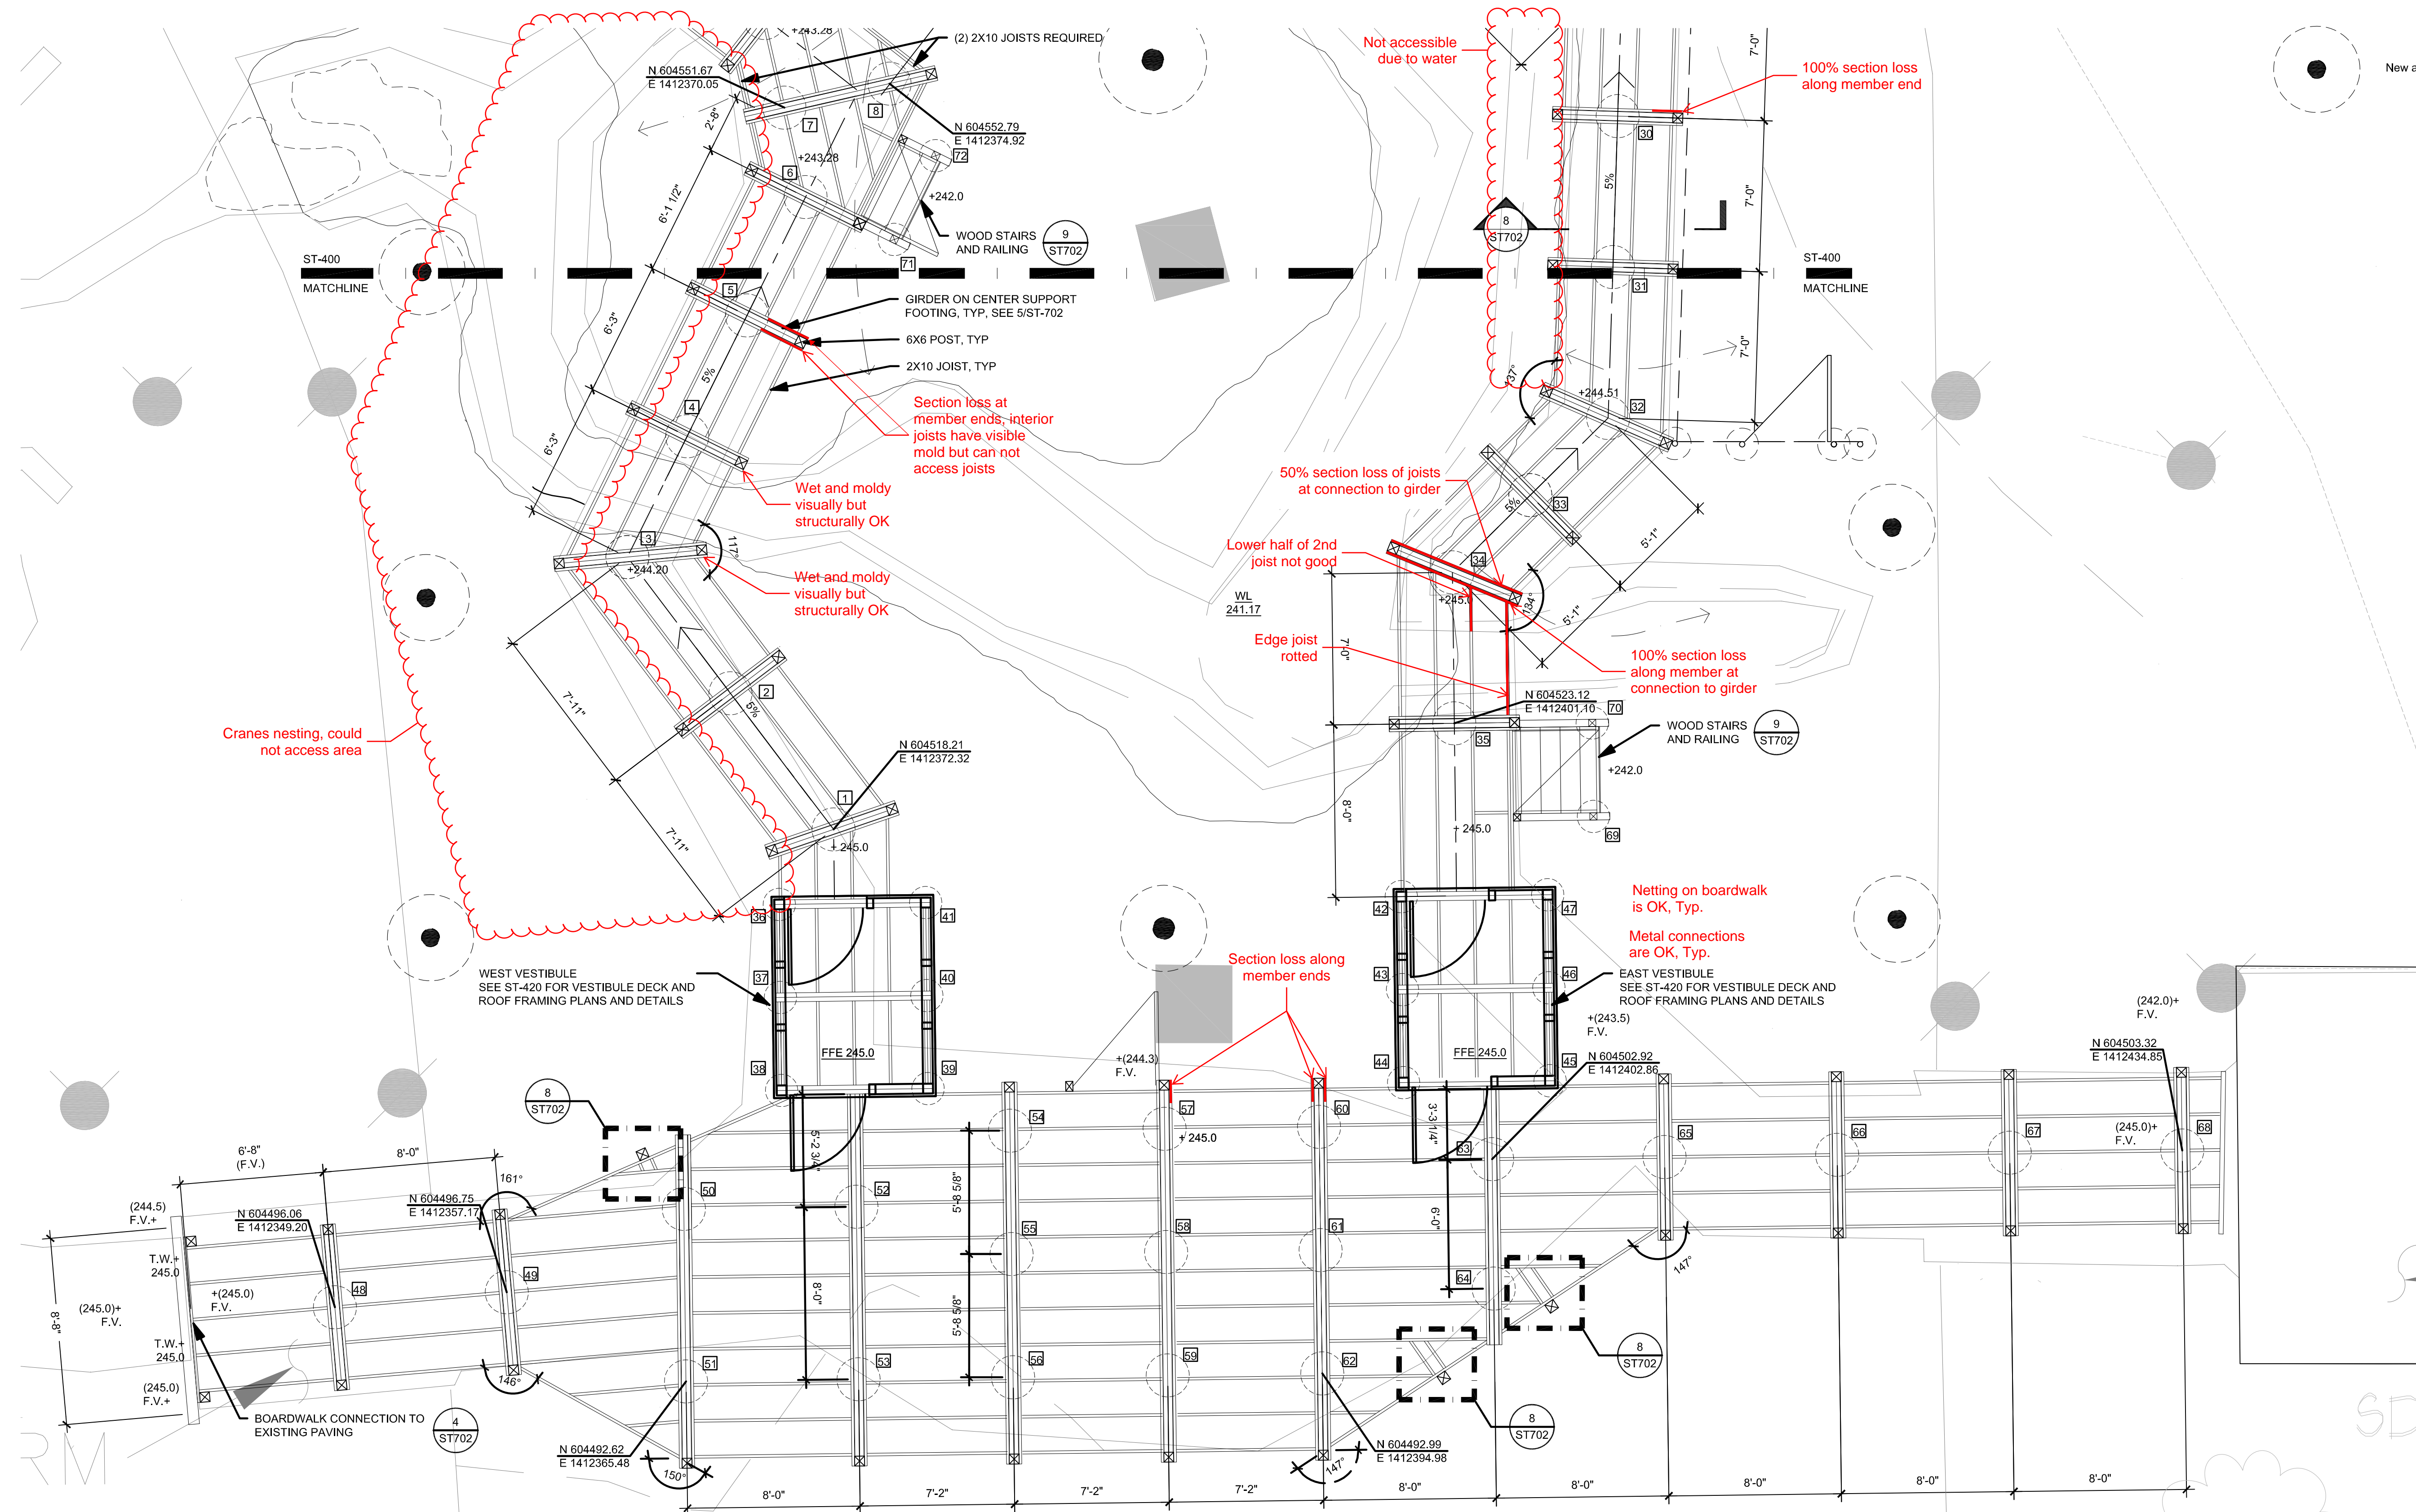 +243.28
(2) 2X10 JOISTS REQUIRED
N 604551.67
E 1412370.05
2'-8"
7
8
N 604552.79
E 1412374.92
72
+243.28
6
+242.0
6'-1 1/2"
WOOD STAIRS
AND RAILING
9
ST702
71
ST-400
MATCHLINE
5
GIRDER ON CENTER SUPPORT
FOOTING, TYP, SEE 5/ST-702
6'-3"
6X6 POST, TYP
2X10 JOIST, TYP
5%
4
Section loss at
member ends, interior
joists have visible
mold but can not
access joists
6'-3"
Wet and moldy
visually but
structurally OK
3
117°
+244.20
Wet and moldy
visually but
structurally OK
2
5%
7'-11"
Cranes nesting, could
not access area
N 604518.21
E 1412372.32
1
7'-11"
+ 245.0
Not accessible
due to water
7'-0"
100% section loss
along member end
New a
30
5%
7'-0"
8
ST702
ST-400
MATCHLINE
31
7'-0"
137°
+244.51
32
50% section loss of joists
at connection to girder
5%
33
5'-1"
Lower half of 2nd
joist not good
34
WL
241.17
+245.0
134°
5'-1"
Edge joist
rotted
7'-0"
100% section loss
along member at
connection to girder
N 604523.12
E 1412401.10
70
35
WOOD STAIRS
AND RAILING
9
ST702
+242.0
8'-0"
+ 245.0
69
36
41
42
47
Netting on boardwalk
is OK, Typ.
Metal connections
are OK, Typ.
WEST VESTIBULE
SEE ST-420 FOR VESTIBULE DECK AND
ROOF FRAMING PLANS AND DETAILS
37
40
Section loss along
member ends
43
46
EAST VESTIBULE
SEE ST-420 FOR VESTIBULE DECK AND
ROOF FRAMING PLANS AND DETAILS
+(243.5)
F.V.
(242.0)+
F.V.
FFE 245.0
38
39
+(244.3)
F.V.
FFE 245.0
44
45
N 604502.92
E 1412402.86
N 604503.32
E 1412434.85
8
ST702
54
57
60
+ 245.0
5'-2 3/4"
3'-3 1/4"
63
65
66
67
68
(245.0)+
F.V.
6'-8"
(F.V.)
8'-0"
161°
(244.5)
F.V.+
N 604496.06
E 1412349.20
N 604496.75
E 1412357.17
50
52
5'-8 5/8"
55
58
61
6'-0"
T.W.+
245.0
49
48
+(245.0)
F.V.
(245.0)+
F.V.
8'-8"
8'-0"
64
147°
5'-8 5/8"
T.W.+
245.0
51
53
56
59
62
8
ST702
(245.0)
F.V.+
146°
BOARDWALK CONNECTION TO
EXISTING PAVING
4
ST702
8
ST702
RM
N 604492.62
E 1412365.48
150°
N 604492.99
E 1412394.98
147°
SD
8'-0"
7'-2"
7'-2"
7'-2"
8'-0"
8'-0"
8'-0"
8'-0"
8'-0"